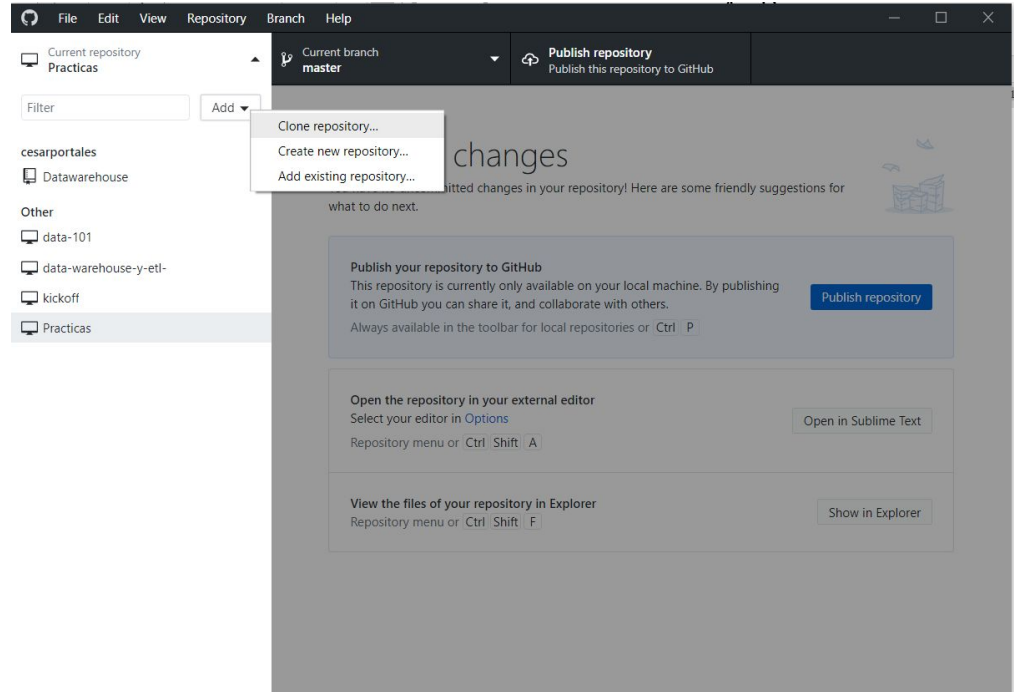 File Edit View Repository Branch Help
Current repository
Practicas
Current branch
master
Publish repository
Publish this repository to GitHub
Filter
Add
Clone repository...
Create new repository...
Add existing repository...
cesarportales
Datawarehouse
Other
data-101
data-warehouse-y-etl-
kickoff
Practicas
changes
uncommitted changes in your repository! Here are some friendly suggestions for
what to do next.
Publish your repository to GitHub
This repository is currently only available on your local machine. By publishing
it on GitHub you can share it, and collaborate with others.
Always available in the toolbar for local repositories or Ctrl P
Publish repository
Open the repository in your external editor
Select your editor in Options
Repository menu or Ctrl Shift A
Open in Sublime Text
View the files of your repository in Explorer
Repository menu or Ctrl Shift F
Show in Explorer